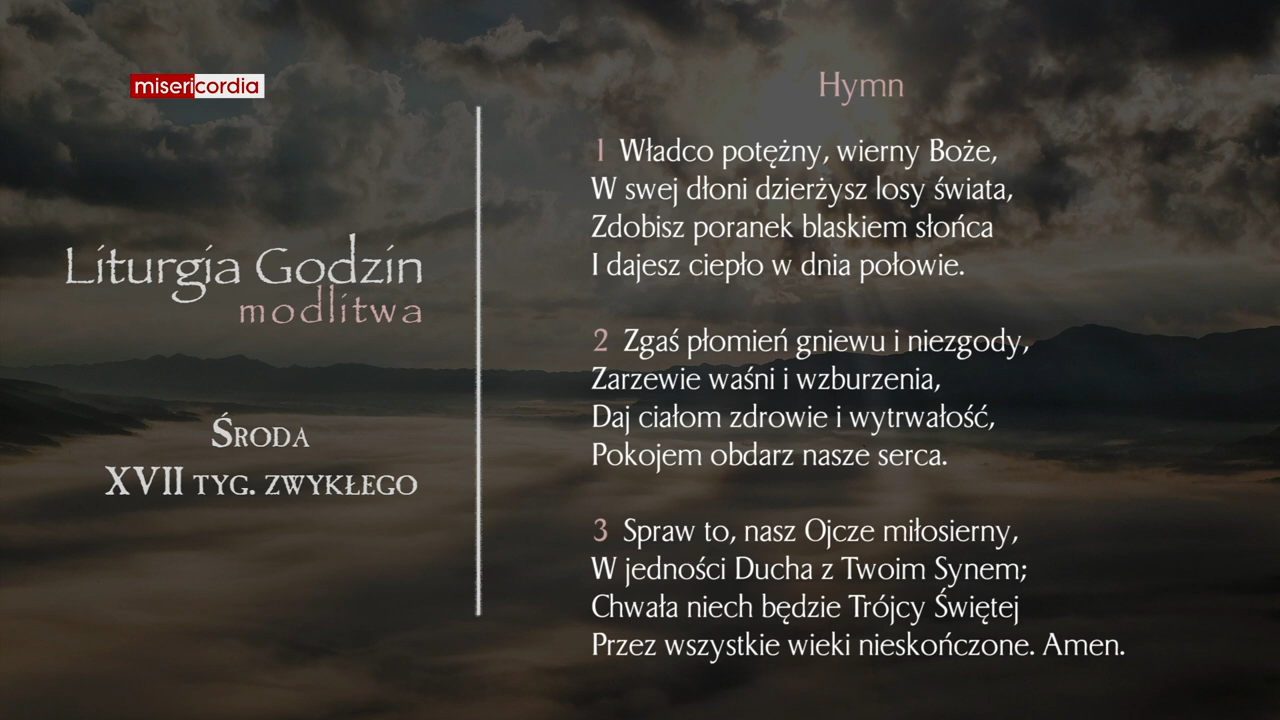 misericordia
Liturgia Godzin
modlitwa
Środa
XVII tyg. zwykłego
Hymn
1 Władco potężny, wierny Boże,
W swej dłoni dzierżysz losy świata,
Zdobisz poranek blaskiem słońca
I dajesz ciepło w dnia połowie.
2 Zgaś płomień gniewu i niezgody,
Zarzewie waśni i wzburzenia,
Daj ciałom zdrowie i wytrwałość,
Pokojem obdarz nasze serca.
3 Spraw to, nasz Ojcze miłosierny,
W jedności Ducha z Twoim Synem;
Chwała niech będzie Trójcy Świętej
Przez wszystkie wieki nieskończone. Amen.